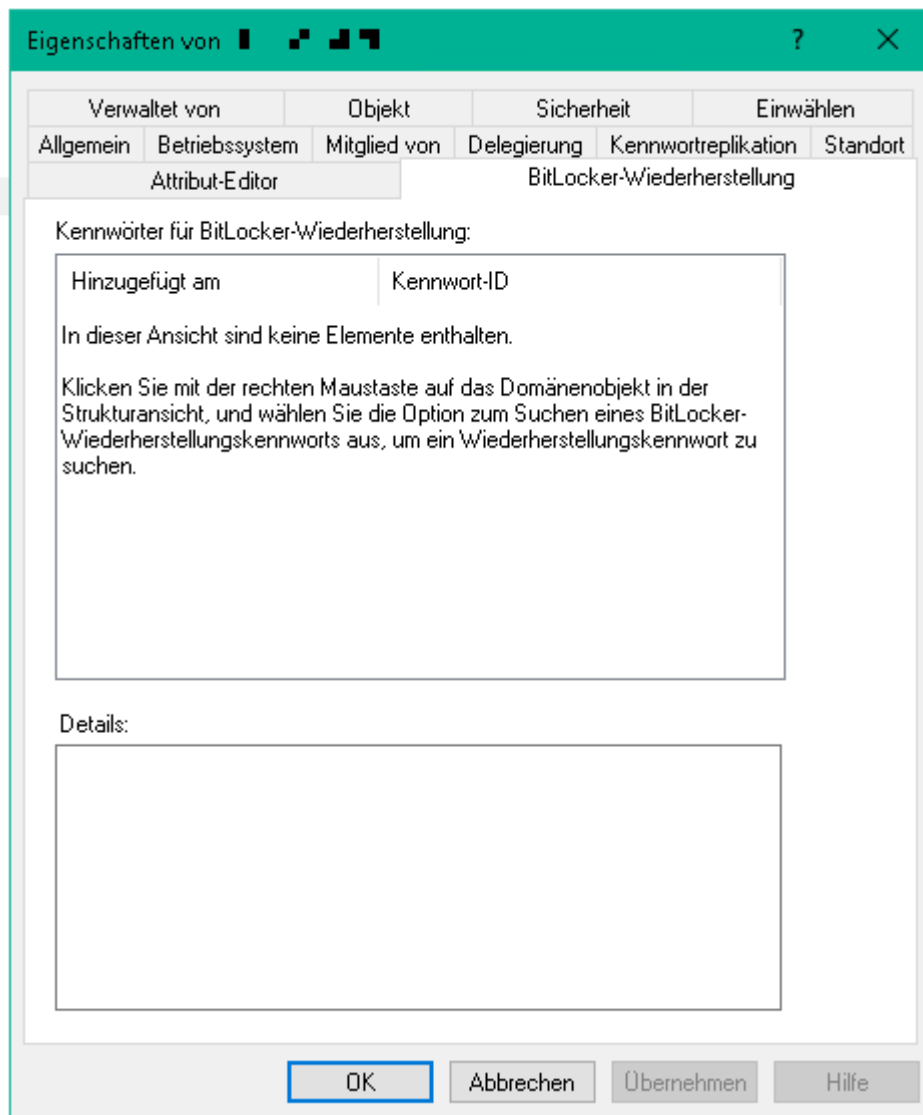 Eigenschaften von
?
Verwaltet von Objekt Sicherheit Einwählen
Allgemein Betriebssystem Mitglied von Delegierung Kennwortreplikation Standort
Attribut-Editor BitLocker-Wiederherstellung
Kennwörter für BitLocker-Wiederherstellung:
Hinzugefügt am Kennwort-ID
In dieser Ansicht sind keine Elemente enthalten.
Klicken Sie mit der rechten Maustaste auf das Domänenobjekt in der
Strukturansicht, und wählen Sie die Option zum Suchen eines BitLocker-
Wiederherstellungskennworts aus, um ein Wiederherstellungskennwort zu
suchen.
Details:
OK Abbrechen Übernehmen Hilfe